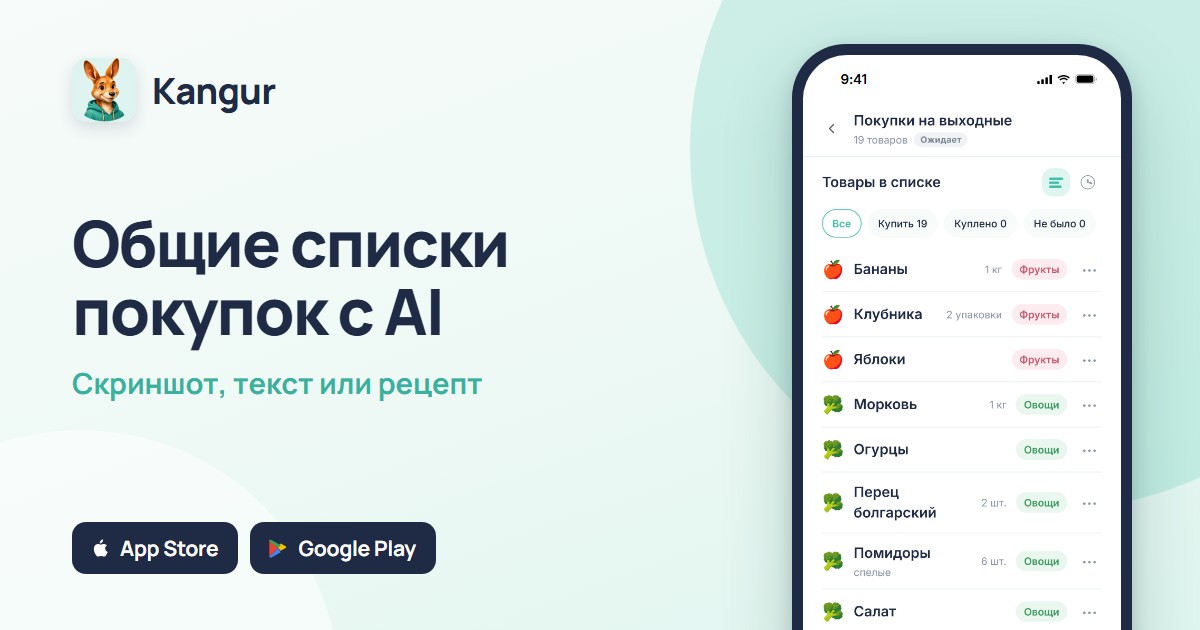 Kangur
Общие списки
покупок с AI
Скриншот, текст или рецепт
App Store
Google Play
9:41
Покупки на выходные
19 товаров Ожидает
Товары в списке
Все Купить 19 Куплено 0 Не было 0
Бананы 1 кг Фрукты
Клубника 2 упаковки Фрукты
Яблоки Фрукты
Морковь 1 кг Овощи
Огурцы Овощи
Перец
болгарский 2 шт. Овощи
Помидоры 6 шт. Овощи
спелые
Салат Овощи